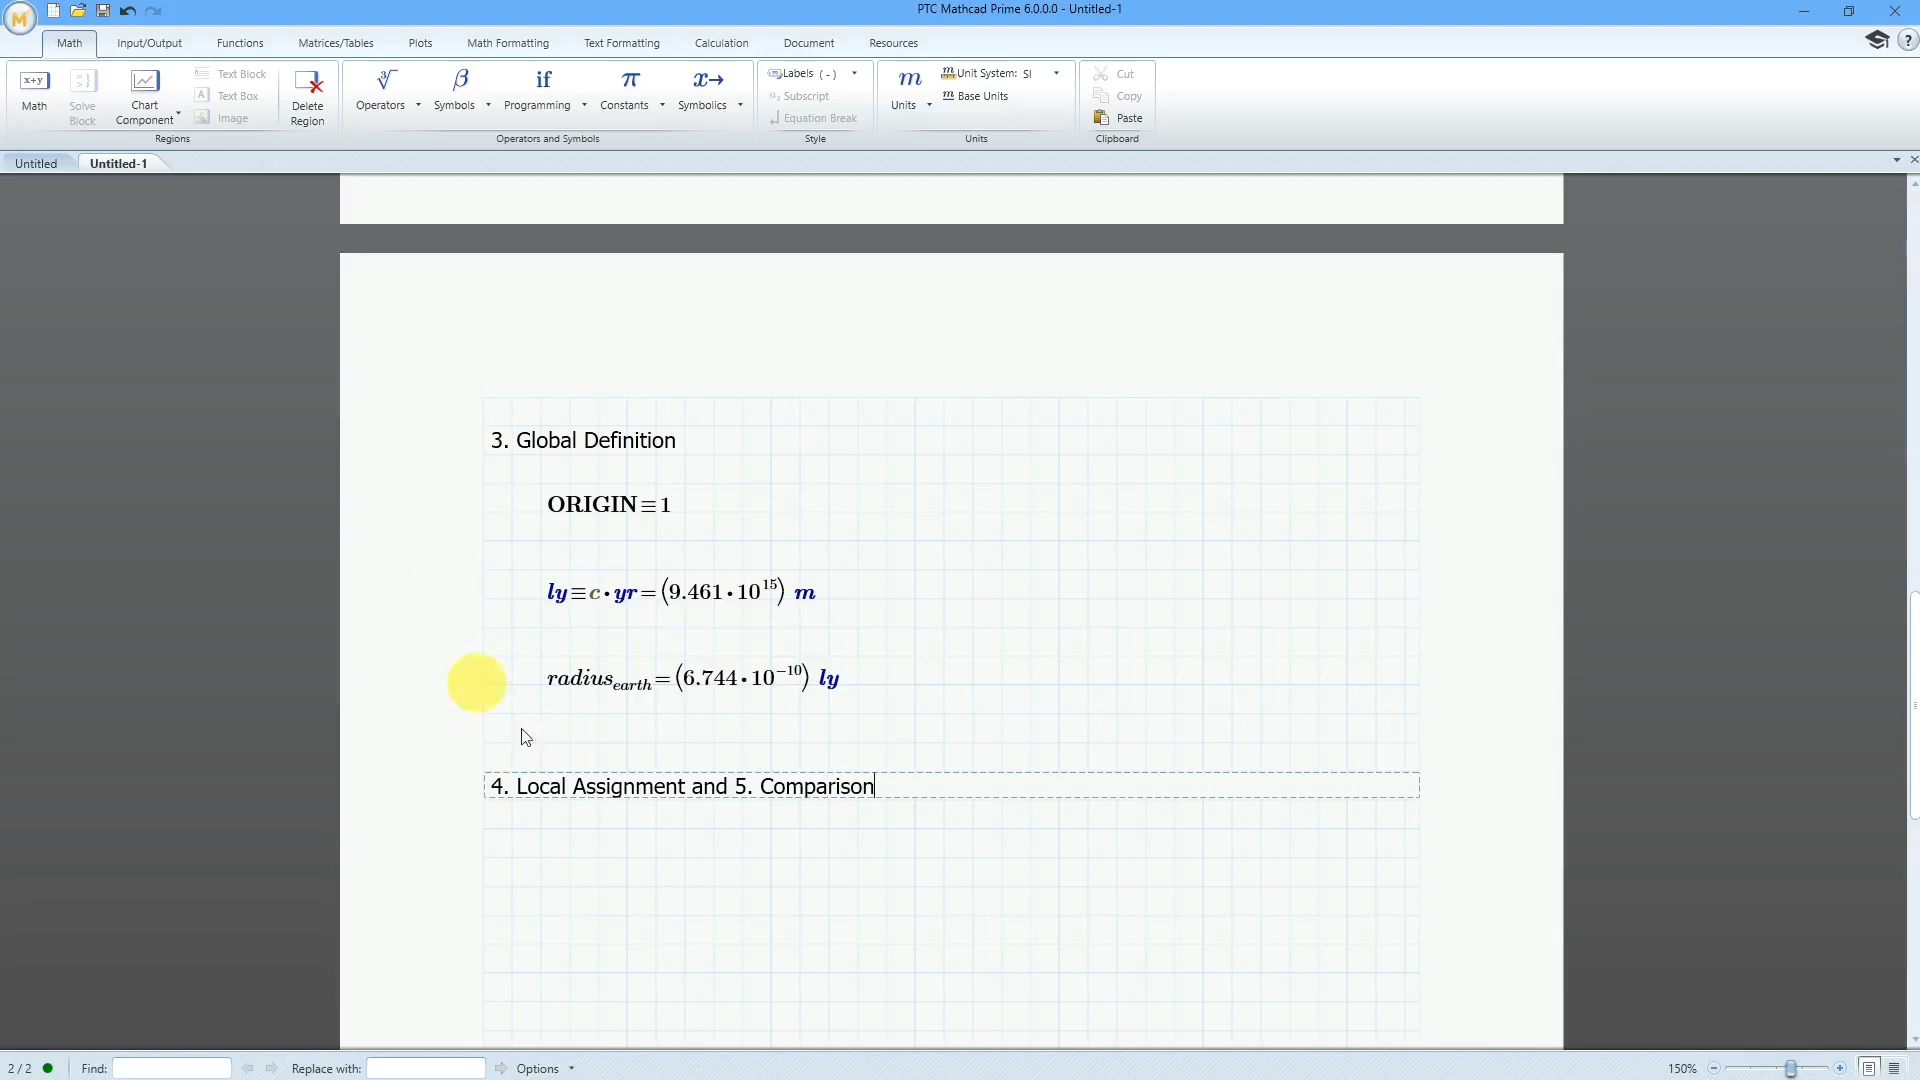 PTC Mathcad Prime 6.0.0.0 - Untitled-1
Math Input/Output Functions Matrices/Tables Plots Math Formatting Text Formatting Calculation Document Resources
Math
Solve Block
Chart Component
Text Block
Text Box
Image
Delete Region
Regions
Operators
Symbols
if Programming
π Constants
Symbolics
Operators and Symbols
Labels ( - )
Subscript
Equation Break
Style
m Units
Unit System: SI
Base Units
Units
Cut
Copy
Paste
Clipboard
Untitled Untitled-1
3. Global Definition
ORIGIN≡1
ly≡c·yr=(9.461·10^15) m
radius_earth=(6.744·10^−10) ly
4. Local Assignment and 5. Comparison
2 / 2 Find: Replace with: Options 150%